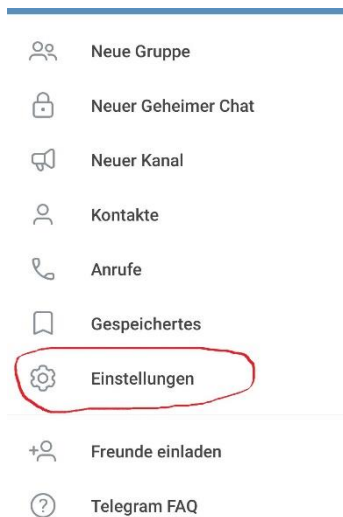 Neue Gruppe
Neuer Geheimer Chat
Neuer Kanal
Kontakte
Anrufe
Gespeichertes
Einstellungen
Freunde einladen
Telegram FAQ